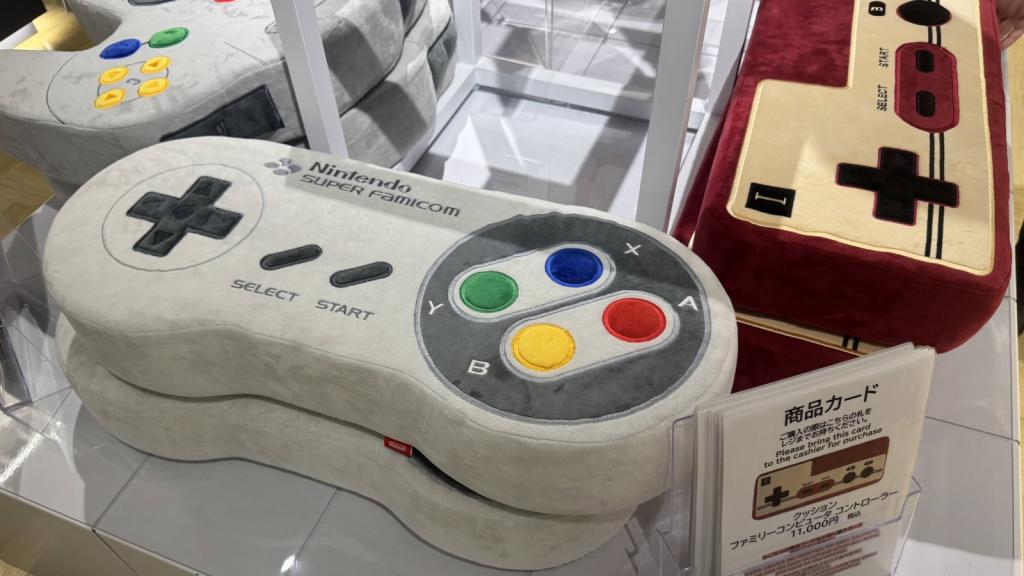 Nintendo
SUPER FAMICOM
SELECT
START
X
Y
A
B
SELECT
START
I
商品カード
ご購入の際はこちらの札を
レジまでお持ちください。
Please bring this card
to the cashier for purchase
クッション
ファミリーコンピュータ コントローラー
11,000円 税込